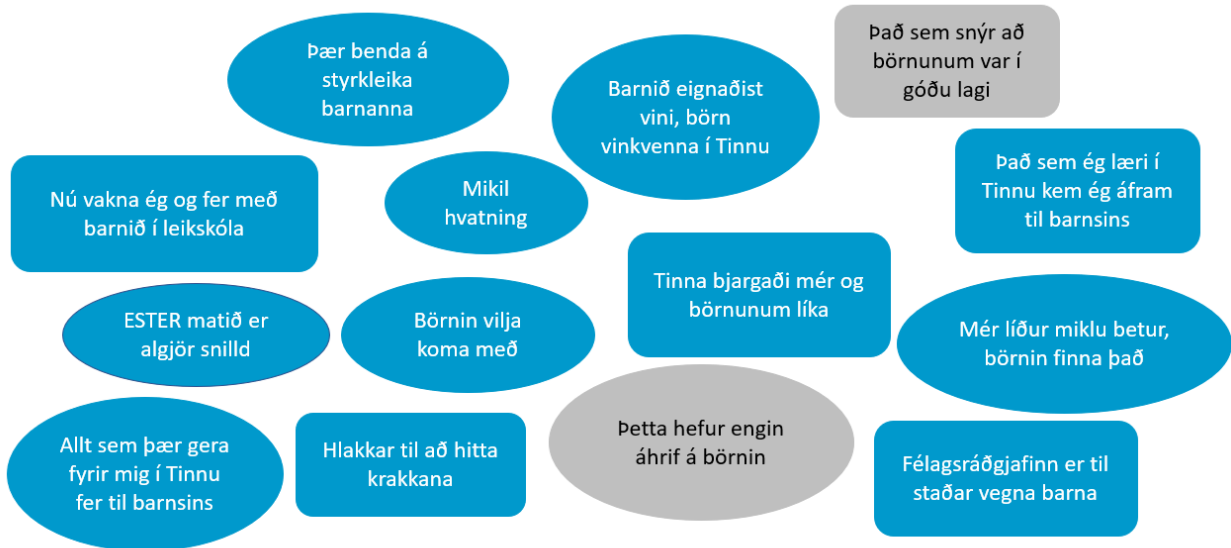 Þær benda á
styrkleika
barnanna
Barnið eignaðist
vini, börn
vinkvenna í Tinnu
Það sem snýr að
börnunum var í
góðu lagi
Nú vakna ég og fer með
barnið í leikskóla
Mikil
hvatning
Það sem ég læri í
Tinnu kem ég áfram
til barnsins
Tinna bjargaði mér og
börnunum líka
ESTER matið er
algjör snilld
Börnin vilja
koma með
Mér líður miklu betur,
börnin finna það
Allt sem þær gera
fyrir mig í Tinnu
fer til barnsins
Hlakkar til að hitta
krakkana
Þetta hefur engin
áhrif á börnin
Félagsráðgjafinn er til
staðar vegna barna